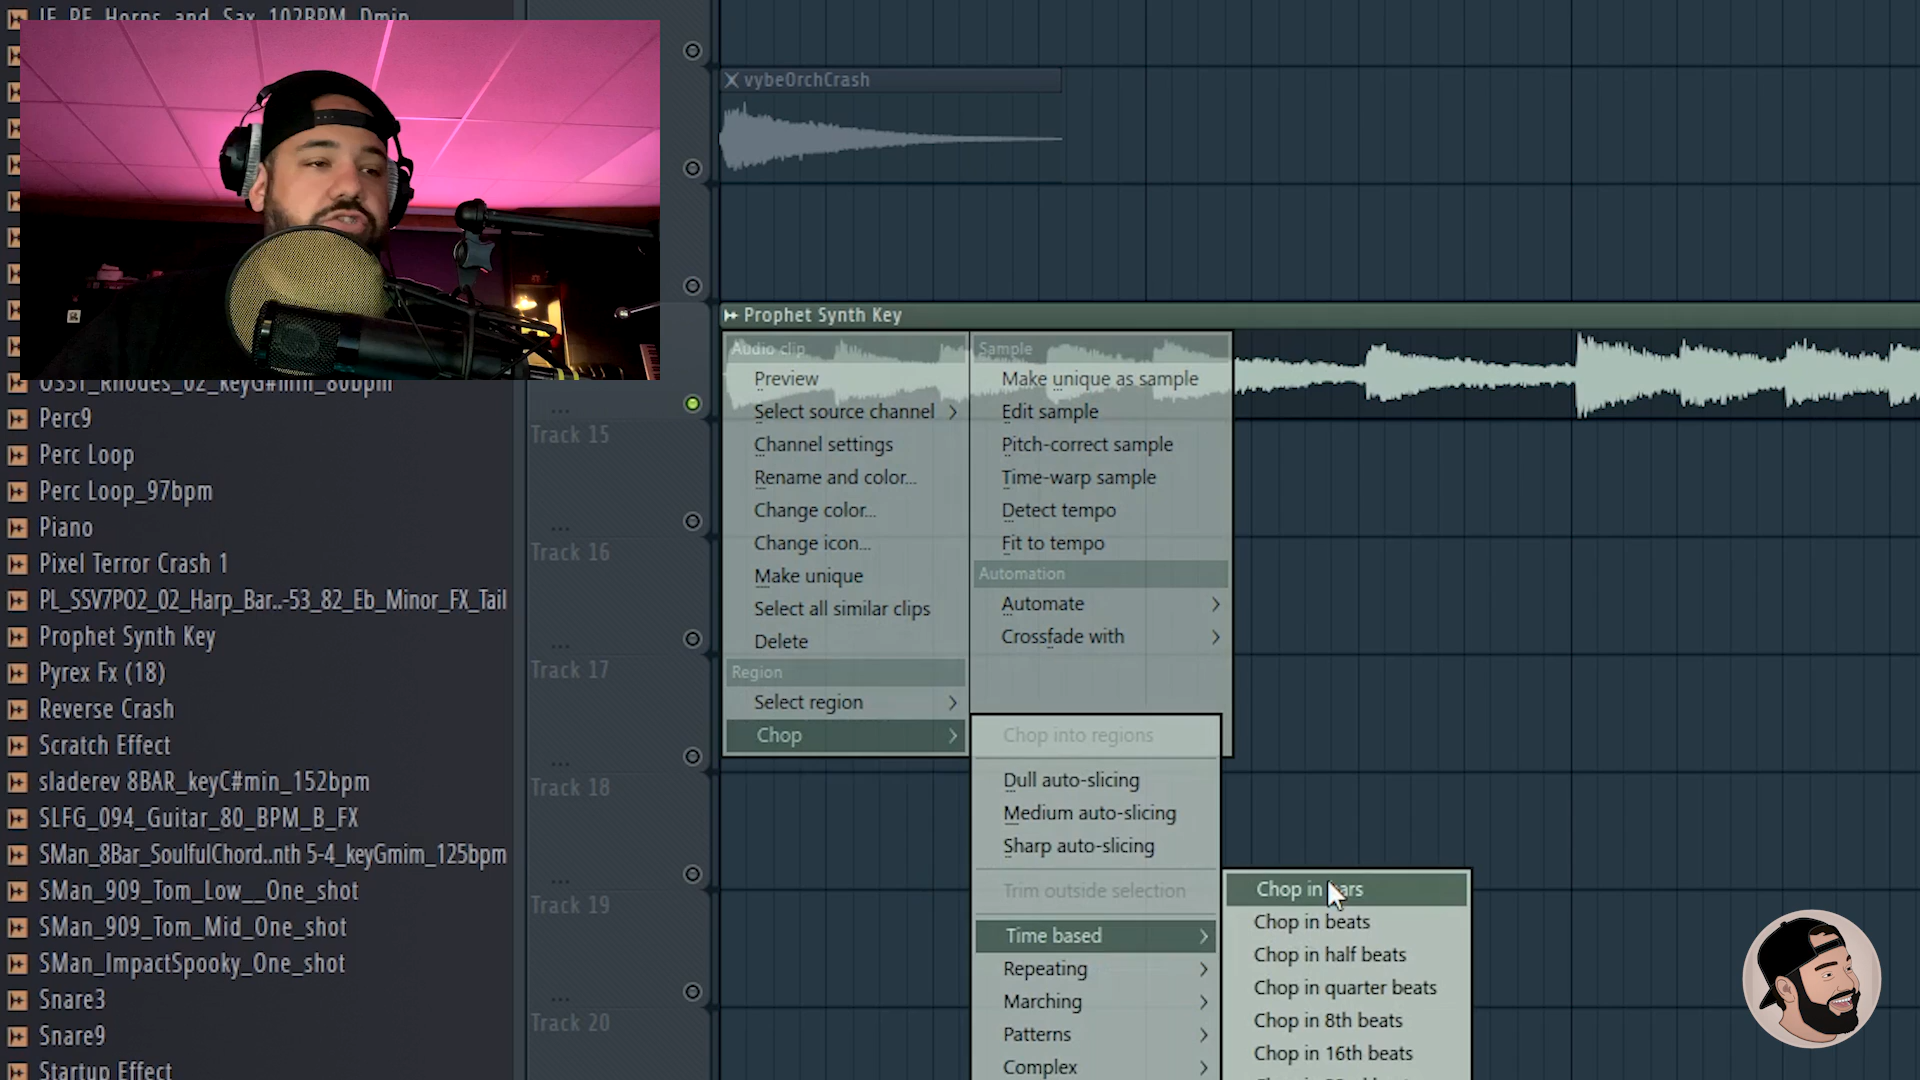 JF_PF_Horns_and_Sax_102BPM_Dmin
OSST_Rhodes_02_keyG#min_80bpm
Perc9
Perc Loop
Perc Loop_97bpm
Piano
Pixel Terror Crash 1
PL_SSV7PO2_02_Harp_Bar..-53_82_Eb_Minor_FX_Tail
Prophet Synth Key
Pyrex Fx (18)
Reverse Crash
Scratch Effect
sladerev 8BAR_keyC#min_152bpm
SLFG_094_Guitar_80_BPM_B_FX
SMan_8Bar_SoulfulChord..nth 5-4_keyGmim_125bpm
SMan_909_Tom_Low__One_shot
SMan_909_Tom_Mid_One_shot
SMan_ImpactSpooky_One_shot
Snare3
Snare9
Startup Effect
Track 15
Track 16
Track 17
Track 18
Track 19
Track 20
vybeOrchCrash
Prophet Synth Key
Audio clip
Preview
Select source channel
Channel settings
Rename and color...
Change color...
Change icon...
Make unique
Select all similar clips
Delete
Region
Select region
Chop
Sample
Make unique as sample
Edit sample
Pitch-correct sample
Time-warp sample
Detect tempo
Fit to tempo
Automation
Automate
Crossfade with
Chop into regions
Dull auto-slicing
Medium auto-slicing
Sharp auto-slicing
Trim outside selection
Time based
Repeating
Marching
Patterns
Complex
Chop in bars
Chop in beats
Chop in half beats
Chop in quarter beats
Chop in 8th beats
Chop in 16th beats